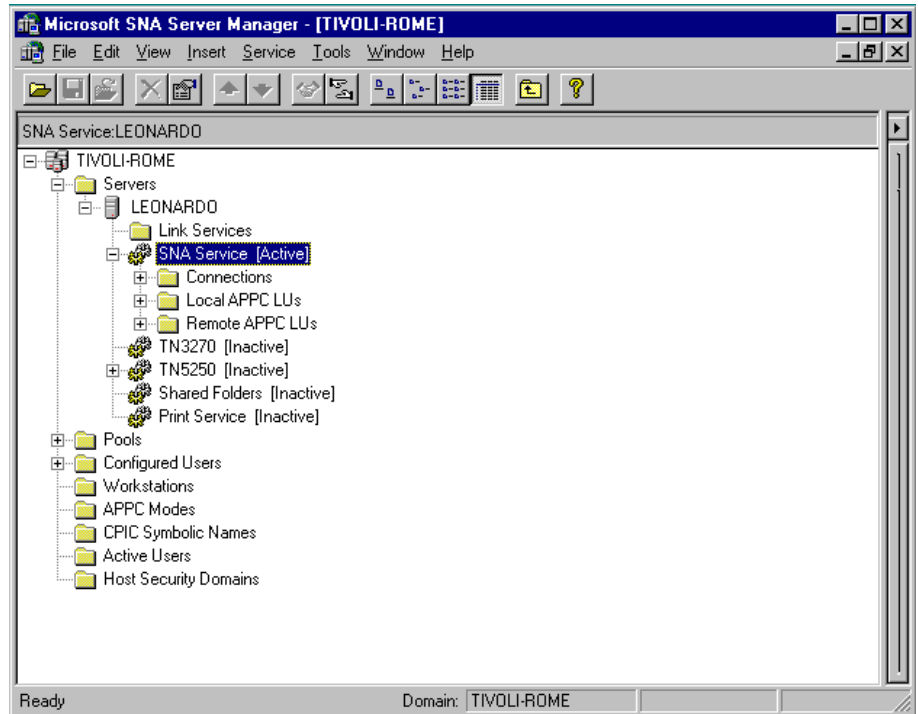 Microsoft SNA Server Manager - [TIVOLI-ROME]
File Edit View Insert Service Tools Window Help
SNA Service:LEONARDO
TIVOLI-ROME
Servers
LEONARDO
Link Services
SNA Service [Active]
Connections
Local APPC LUs
Remote APPC LUs
TN3270 [Inactive]
TN5250 [Inactive]
Shared Folders [Inactive]
Print Service [Inactive]
Pools
Configured Users
Workstations
APPC Modes
CPIC Symbolic Names
Active Users
Host Security Domains
Ready Domain: TIVOLI-ROME